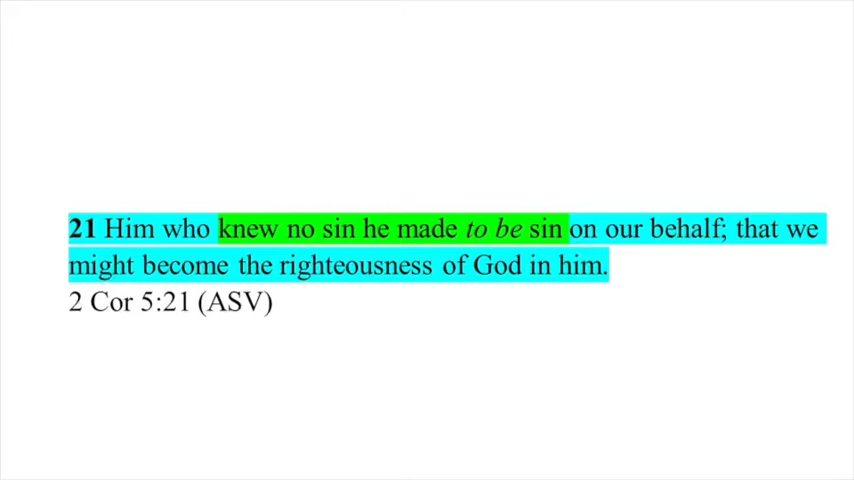 21 Him who knew no sin he made to be sin on our behalf; that we
might become the righteousness of God in him.
2 Cor 5:21 (ASV)